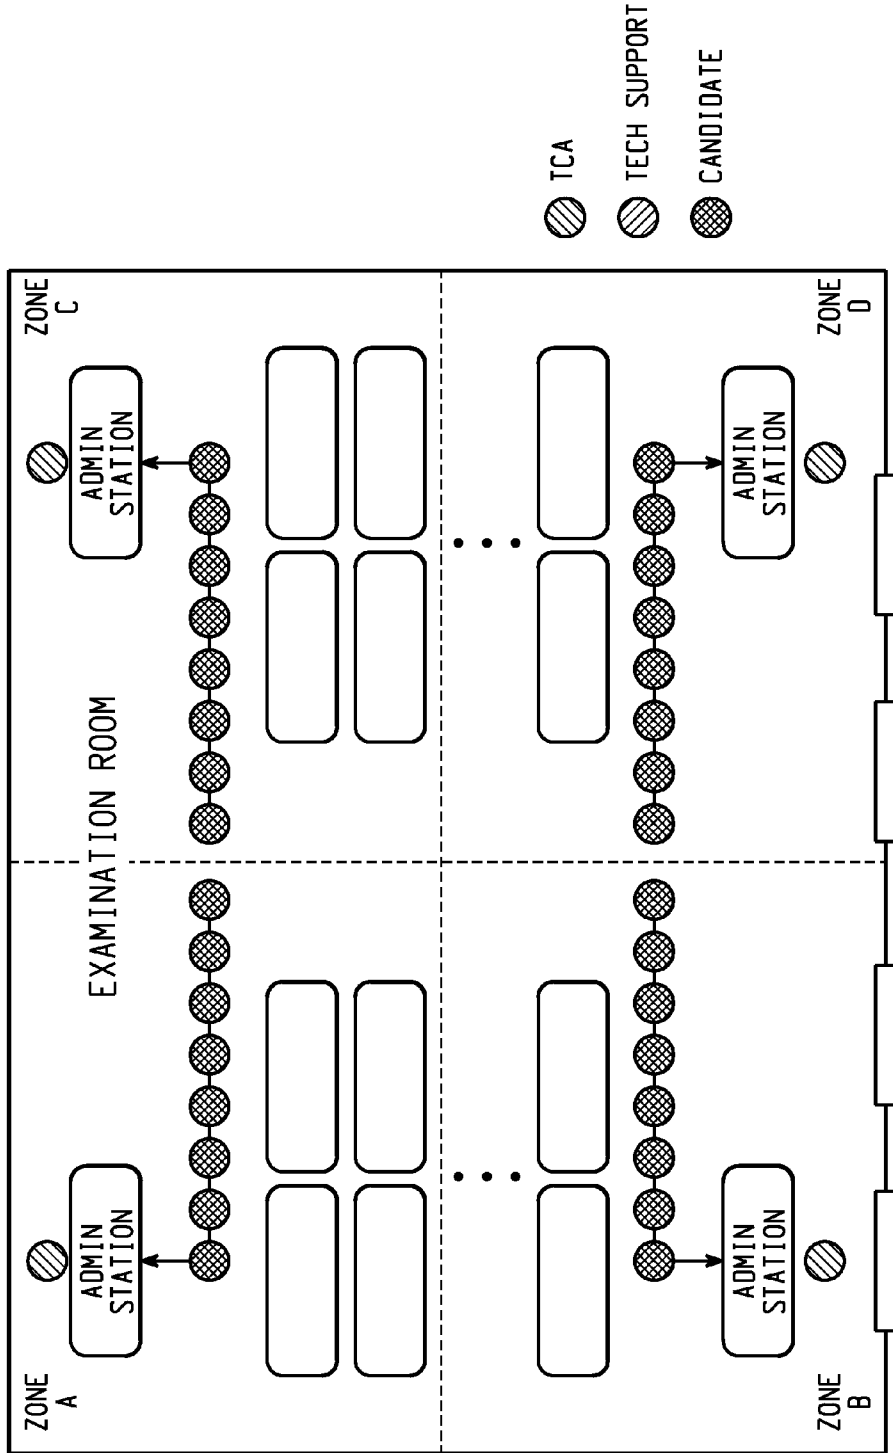 EXAMINATION ROOM
ZONE
A
ADMIN
STATION
ZONE
C
ADMIN
STATION
ZONE
B
ADMIN
STATION
ZONE
D
ADMIN
STATION
TCA
TECH SUPPORT
CANDIDATE